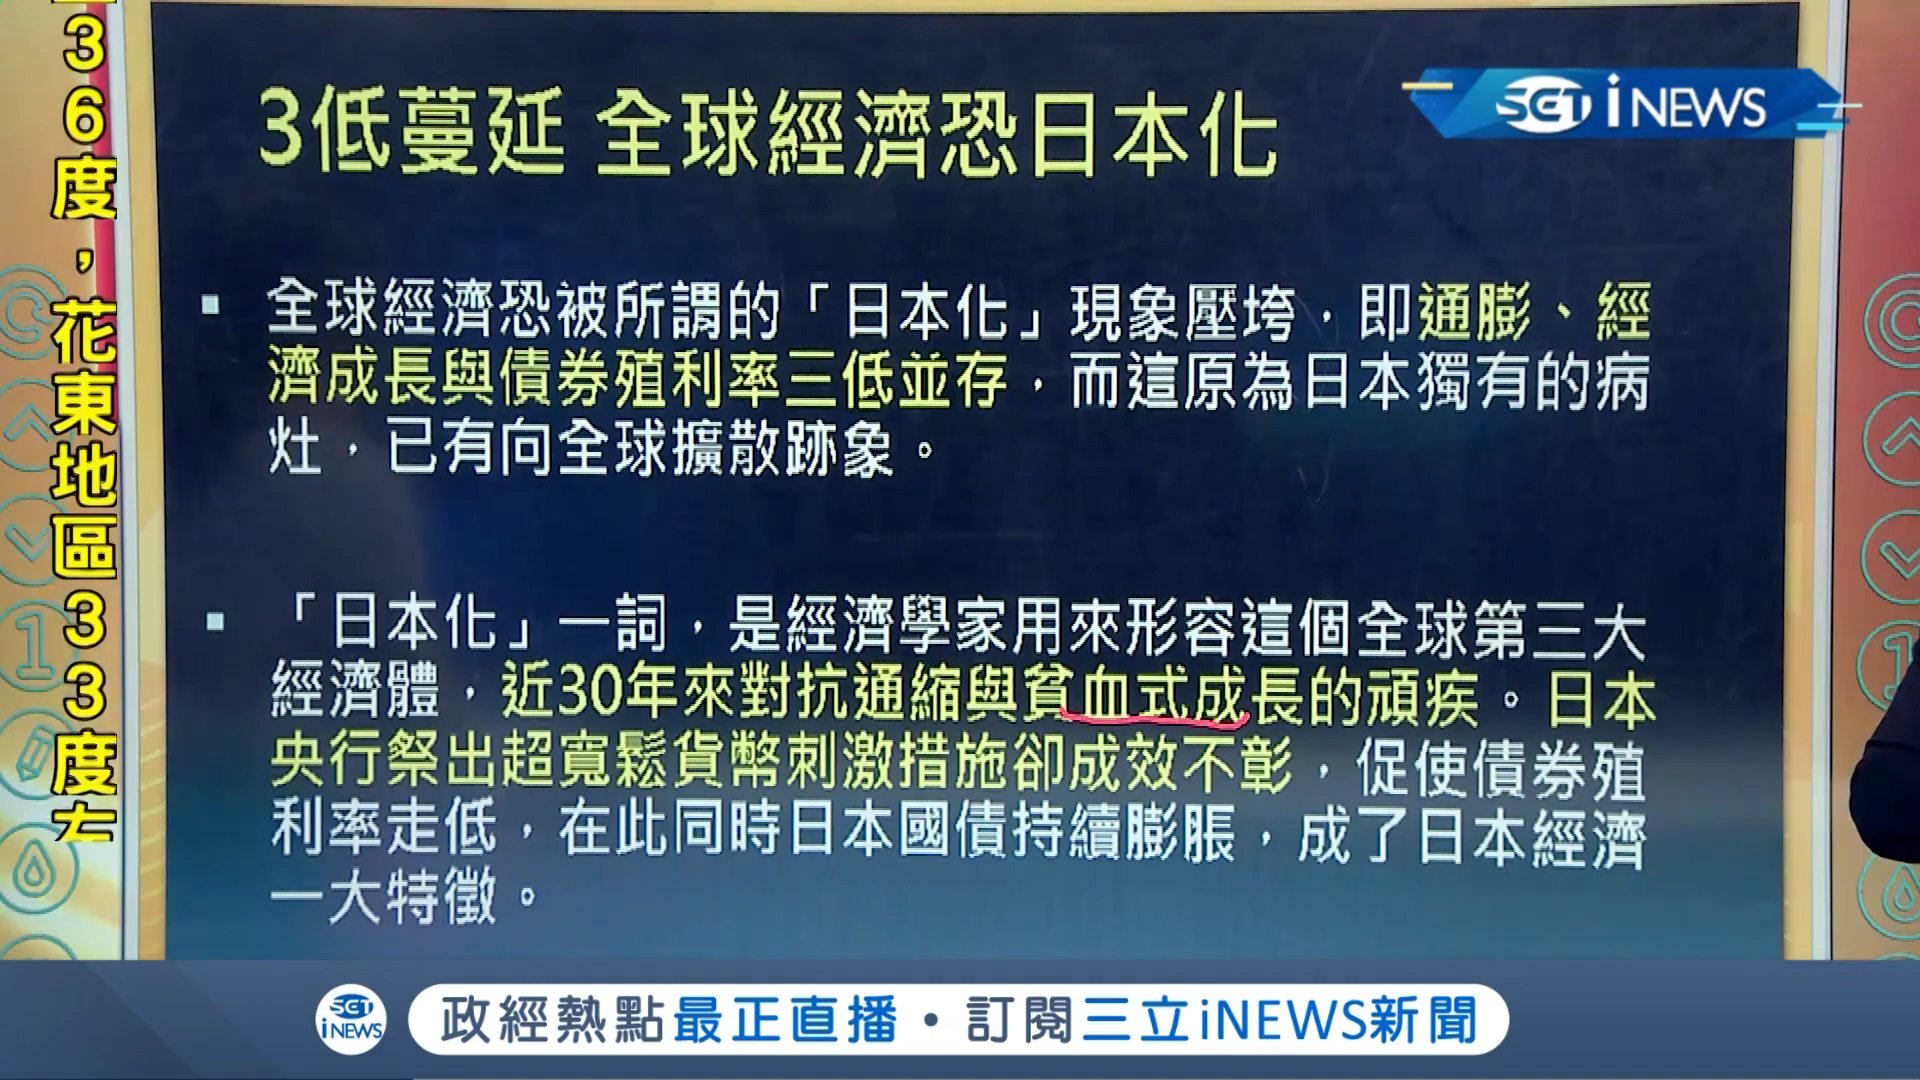 3低蔓延 全球經濟恐日本化
SET iNEWS
全球經濟恐被所謂的「日本化」現象壓垮，即通膨、經
濟成長與債券殖利率三低並存，而這原為日本獨有的病
灶，已有向全球擴散跡象。
「日本化」一詞，是經濟學家用來形容這個全球第三大
經濟體，近30年來對抗通縮與貧血式成長的頑疾。日本
央行祭出超寬鬆貨幣刺激措施卻成效不彰，促使債券殖
利率走低，在此同時日本國債持續膨脹，成了日本經濟
一大特徵。
36度，花東地區33度
SET iNEWS
政經熱點最正直播・訂閱三立iNEWS新聞